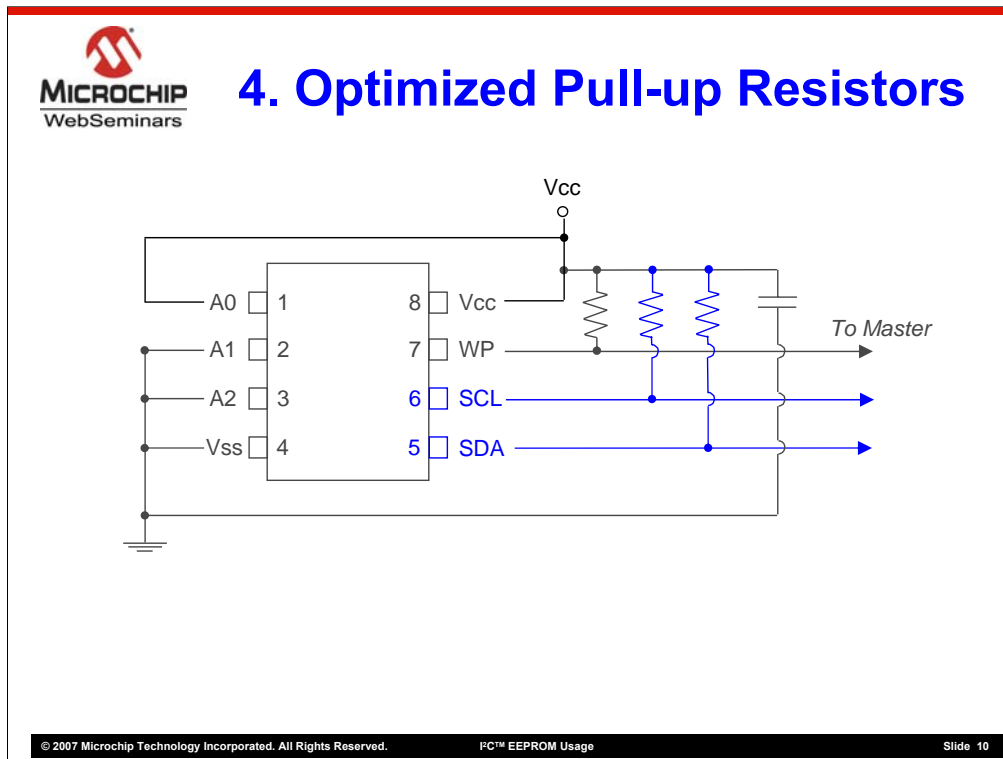 MICROCHIP
WebSeminars
4. Optimized Pull-up Resistors
Vcc
A0 1 8 Vcc
To Master
A1 2 7 WP
A2 3 6 SCL
Vss 4 5 SDA
© 2007 Microchip Technology Incorporated. All Rights Reserved. I²C™ EEPROM Usage Slide 10